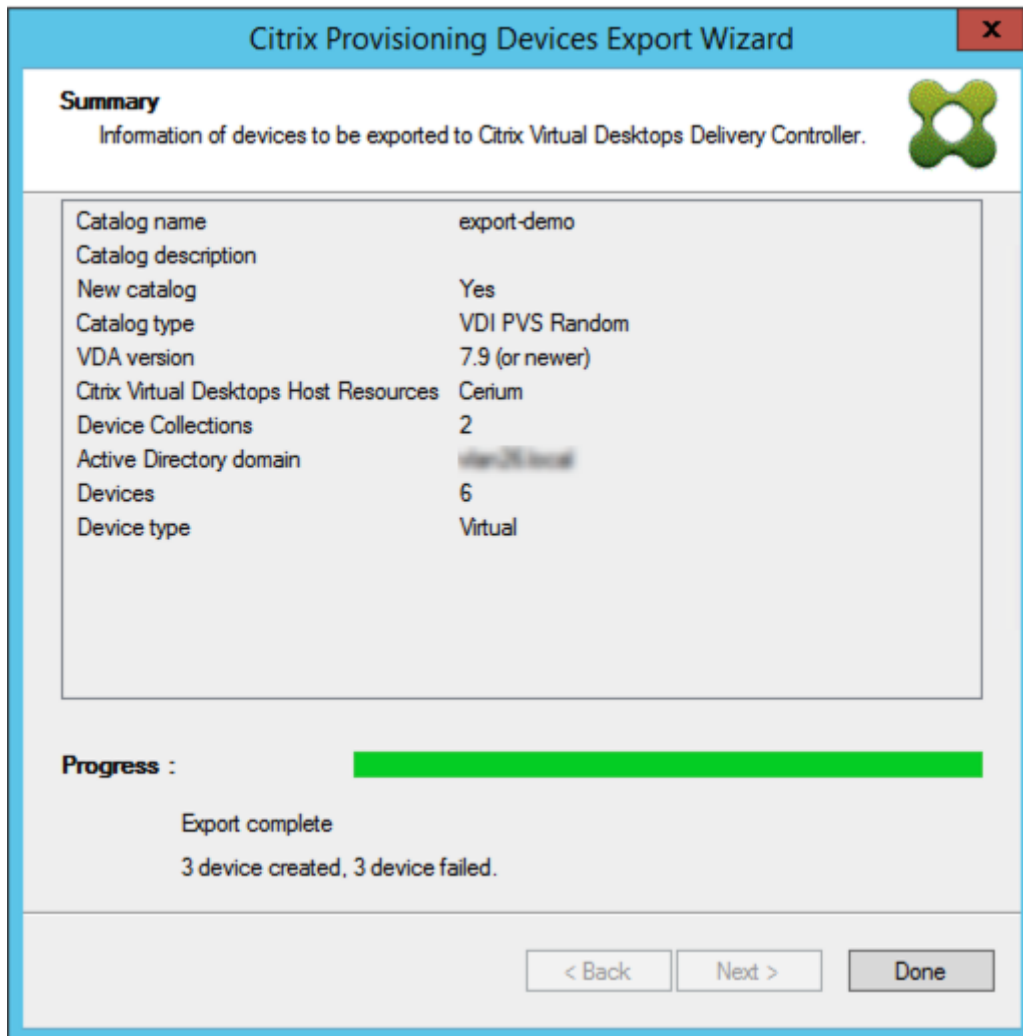 Citrix Provisioning Devices Export Wizard
x
Summary
Information of devices to be exported to Citrix Virtual Desktops Delivery Controller.
Catalog name export-demo
Catalog description
New catalog Yes
Catalog type VDI PVS Random
VDA version 7.9 (or newer)
Citrix Virtual Desktops Host Resources Cerium
Device Collections 2
Active Directory domain
Devices 6
Device type Virtual
Progress :
Export complete
3 device created, 3 device failed.
< Back Next > Done